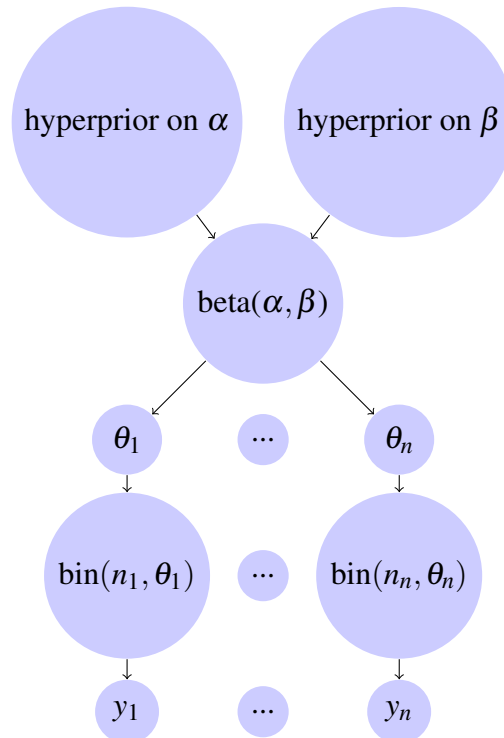 hyperprior on α hyperprior on β
beta(α, β)
θ₁ ... θₙ
bin(n₁, θ₁) ... bin(nₙ, θₙ)
y₁ ... yₙ